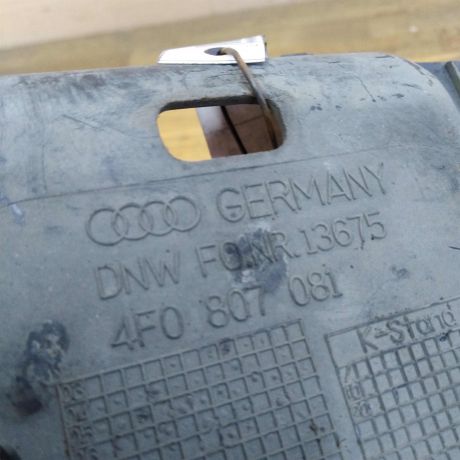 GERMANY
DNW FO.NR.13675
4F0 807 081
K-Stand